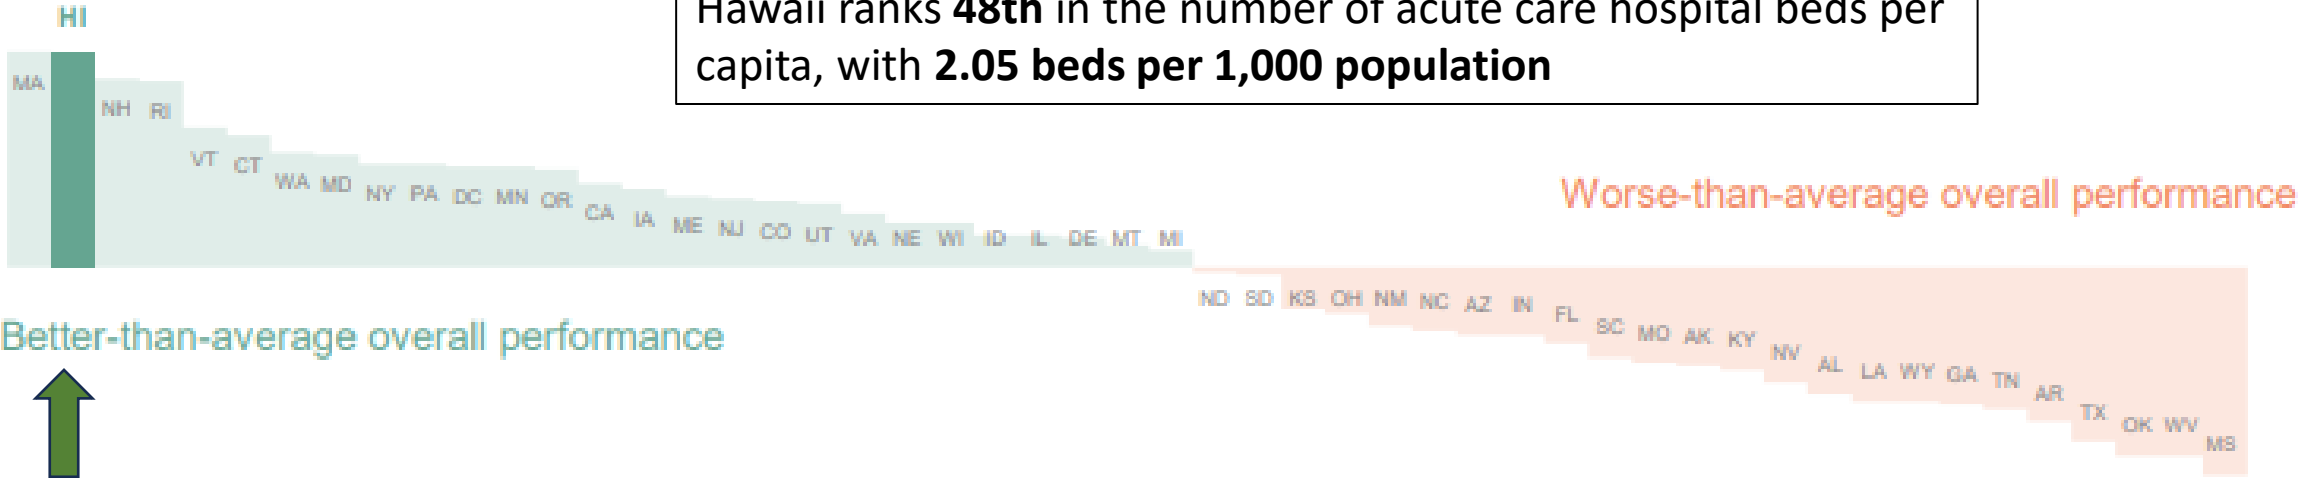 HI
Hawaii ranks 48th in the number of acute care hospital beds per
capita, with 2.05 beds per 1,000 population
MA
NH RI
VT CT
WA MD NY PA DC MN OR CA IA ME NJ CO UT VA NE WI ID IL DE MT MI
Worse-than-average overall performance
ND SD KS OH NM NC AZ IN FL SC MO AK KY NV AL LA WY GA TN AR TX OK WV MS
Better-than-average overall performance